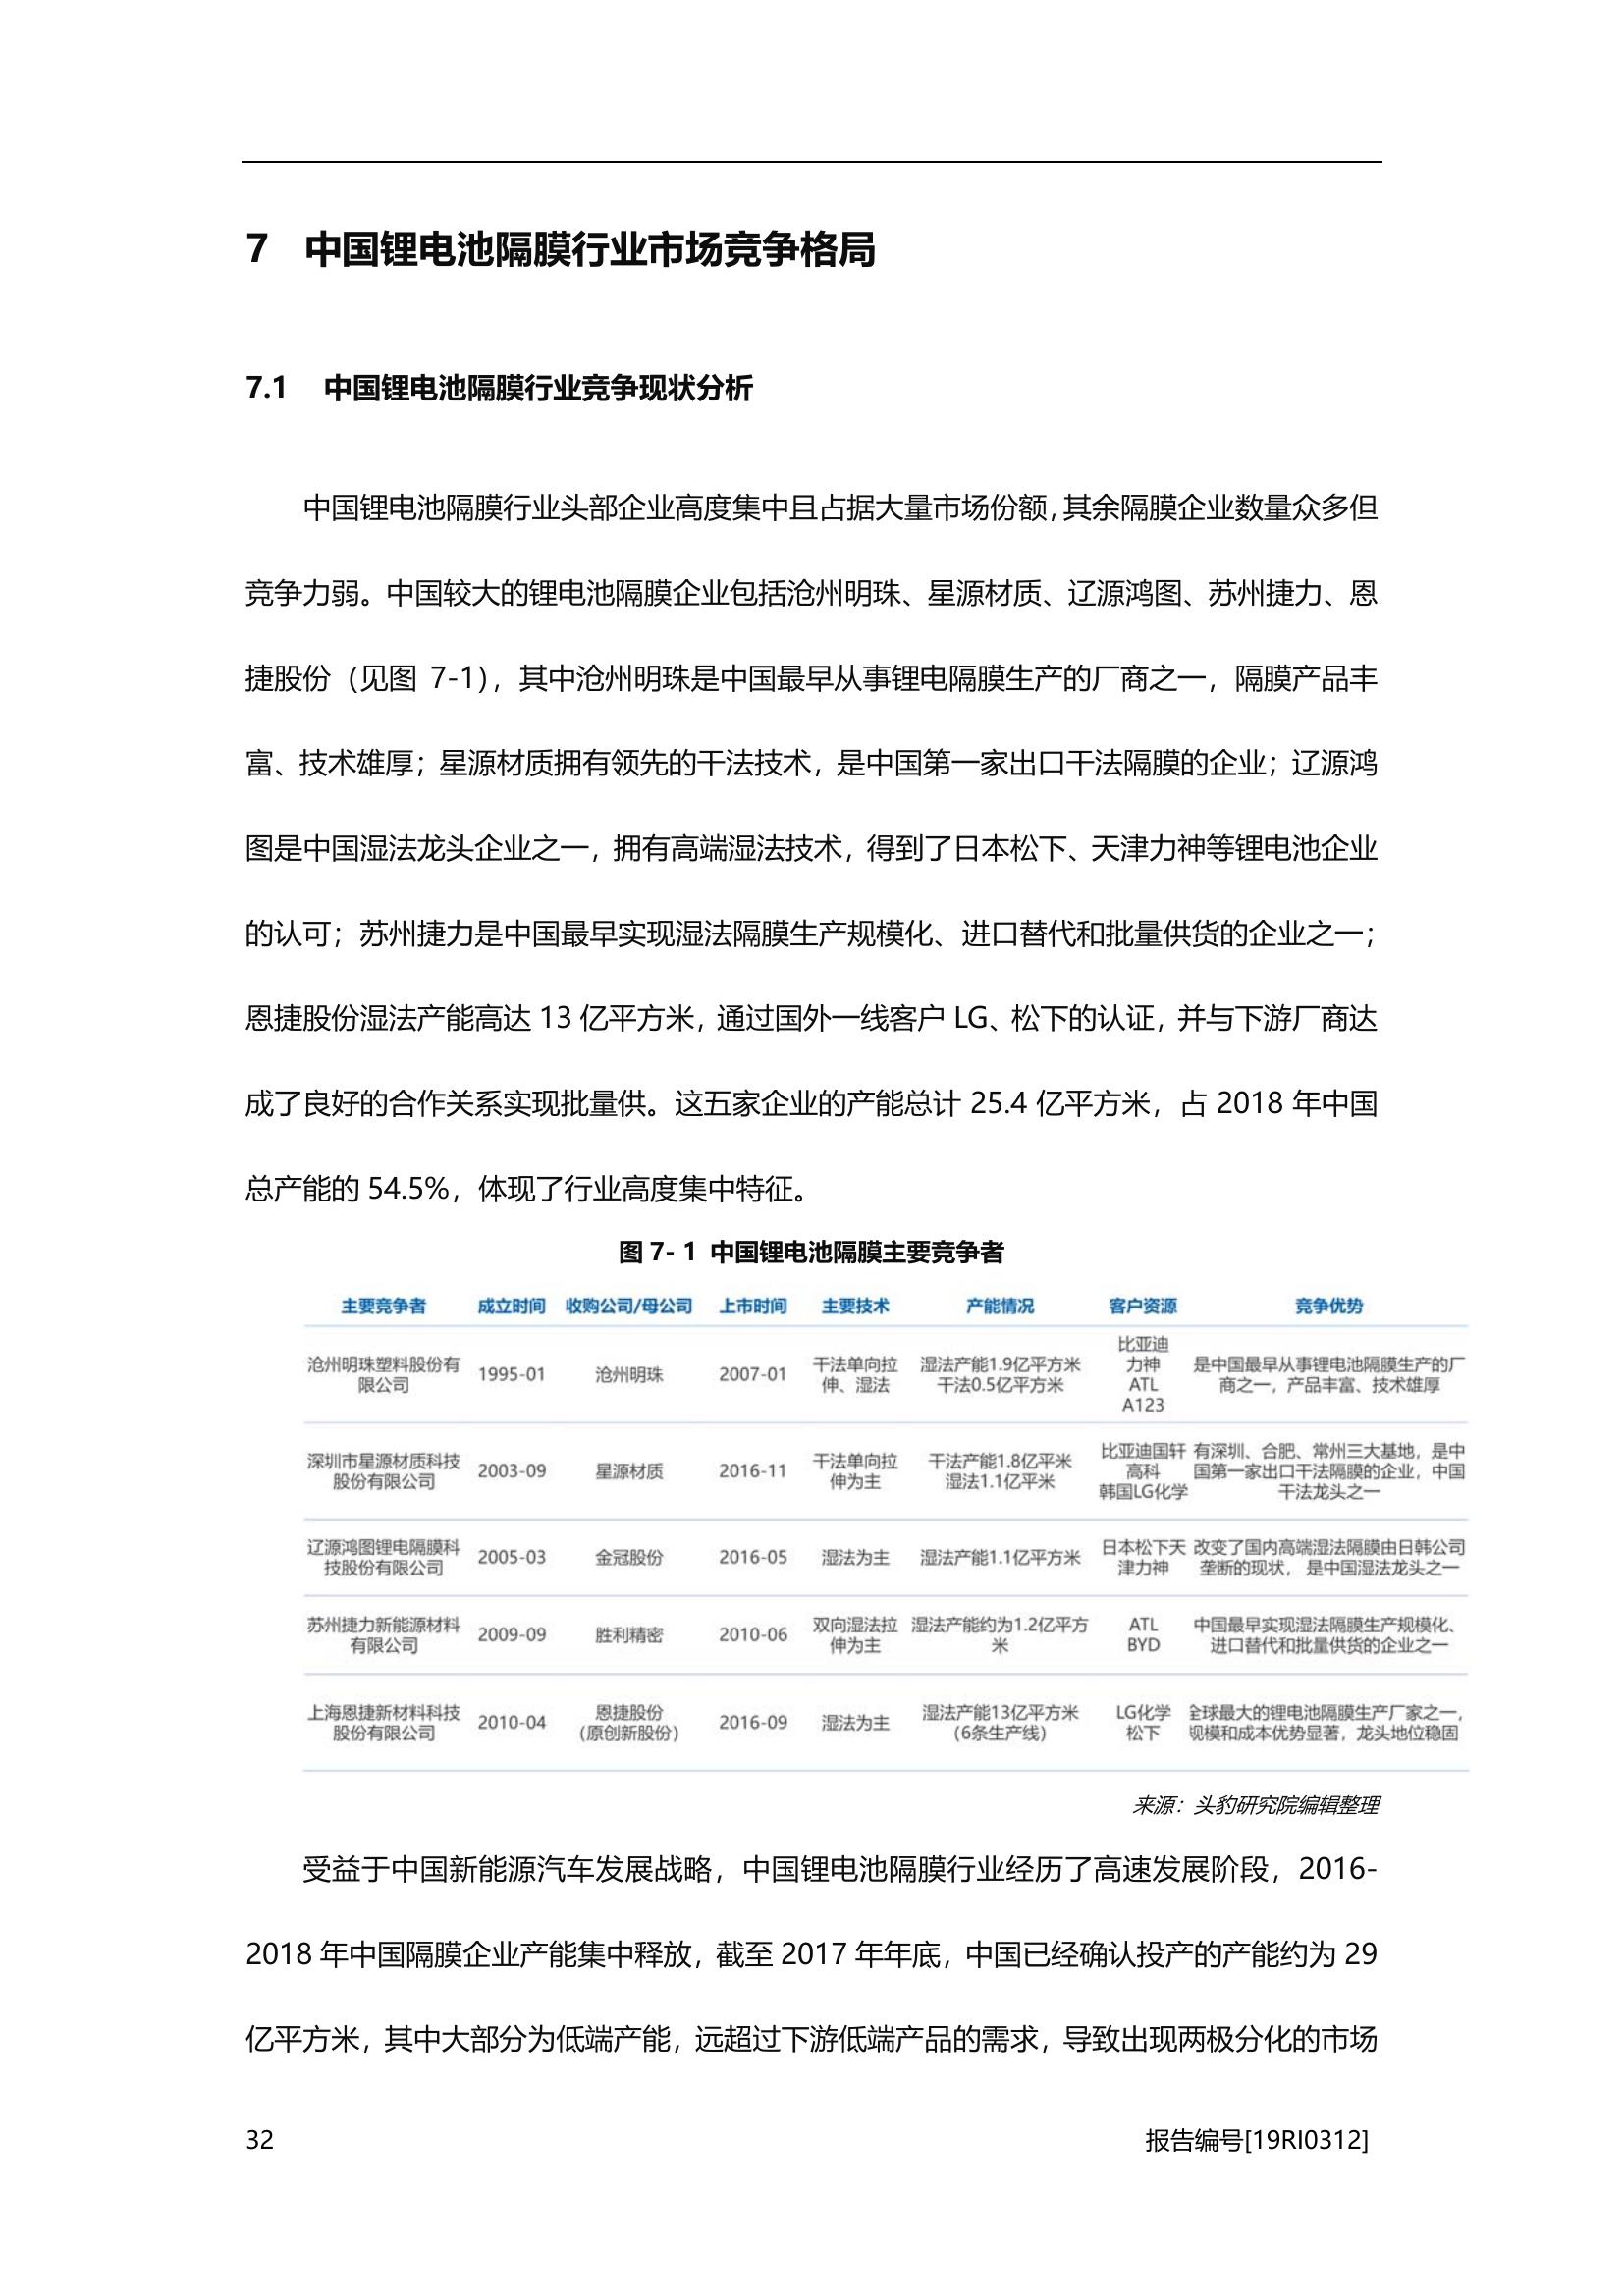 7 中国锂电池隔膜行业市场竞争格局
7.1 中国锂电池隔膜行业竞争现状分析
中国锂电池隔膜行业头部企业高度集中且占据大量市场份额，其余隔膜企业数量众多但
竞争力弱。中国较大的锂电池隔膜企业包括沧州明珠、星源材质、辽源鸿图、苏州捷力、恩
捷股份（见图 7-1），其中沧州明珠是中国最早从事锂电隔膜生产的厂商之一，隔膜产品丰
富、技术雄厚；星源材质拥有领先的干法技术，是中国第一家出口干法隔膜的企业；辽源鸿
图是中国湿法龙头企业之一，拥有高端湿法技术，得到了日本松下、天津力神等锂电池企业
的认可；苏州捷力是中国最早实现湿法隔膜生产规模化、进口替代和批量供货的企业之一；
恩捷股份湿法产能高达 13 亿平方米，通过国外一线客户 LG、松下的认证，并与下游厂商达
成了良好的合作关系实现批量供。这五家企业的产能总计 25.4 亿平方米，占 2018 年中国
总产能的 54.5%，体现了行业高度集中特征。
图 7- 1 中国锂电池隔膜主要竞争者
主要竞争者 成立时间 收购公司/母公司 上市时间 主要技术 产能情况 客户资源 竞争优势
沧州明珠塑料股份有
限公司
1995-01
沧州明珠
2007-01
干法单向拉
伸、湿法
湿法产能1.9亿平方米
干法0.5亿平方米
比亚迪
力神
ATL
A123
是中国最早从事锂电池隔膜生产的厂
商之一，产品丰富、技术雄厚
深圳市星源材质科技
股份有限公司
2003-09
星源材质
2016-11
干法单向拉
伸为主
干法产能1.8亿平米
湿法1.1亿平米
比亚迪国轩
高科
韩国LG化学
有深圳、合肥、常州三大基地，是中
国第一家出口干法隔膜的企业，中国
干法龙头之一
辽源鸿图锂电隔膜科
技股份有限公司
2005-03
金冠股份
2016-05
湿法为主
湿法产能1.1亿平方米
日本松下天
津力神
改变了国内高端湿法隔膜由日韩公司
垄断的现状，是中国湿法龙头之一
苏州捷力新能源材料
有限公司
2009-09
胜利精密
2010-06
双向湿法拉
伸为主
湿法产能约为1.2亿平方
米
ATL
BYD
中国最早实现湿法隔膜生产规模化、
进口替代和批量供货的企业之一
上海恩捷新材料科技
股份有限公司
2010-04
恩捷股份
（原创新股份）
2016-09
湿法为主
湿法产能13亿平方米
（6条生产线）
LG化学
松下
全球最大的锂电池隔膜生产厂家之一，
规模和成本优势显著，龙头地位稳固
来源：头豹研究院编辑整理
受益于中国新能源汽车发展战略，中国锂电池隔膜行业经历了高速发展阶段，2016-
2018 年中国隔膜企业产能集中释放，截至 2017 年年底，中国已经确认投产的产能约为 29
亿平方米，其中大部分为低端产能，远超过下游低端产品的需求，导致出现两极分化的市场
32
报告编号[19RI0312]